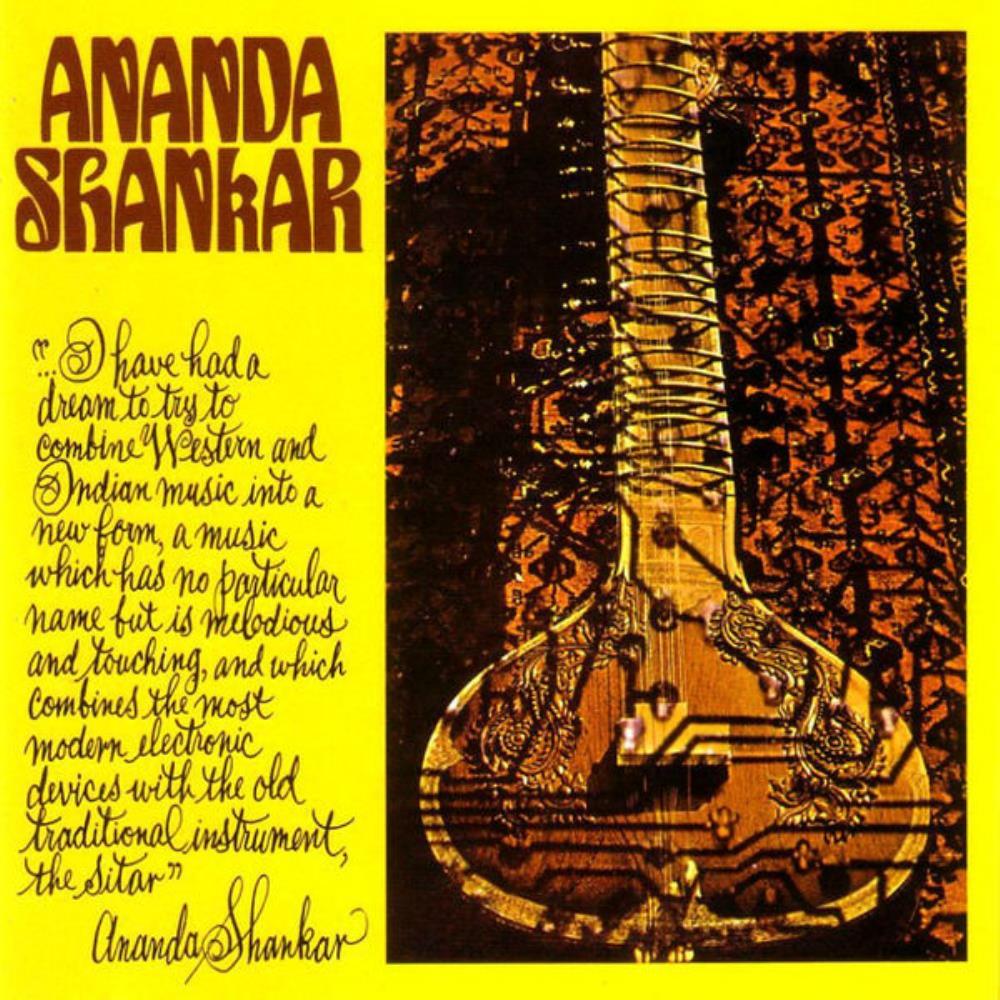 ANANDA
SHANKAR
"...I have had a
dream to try to
combine Western and
Indian music into a
new form, a music
which has no particular
name but is melodious
and touching, and which
combines the most
modern electronic
devices with the old
traditional instrument,
the Sitar"
Ananda Shankar